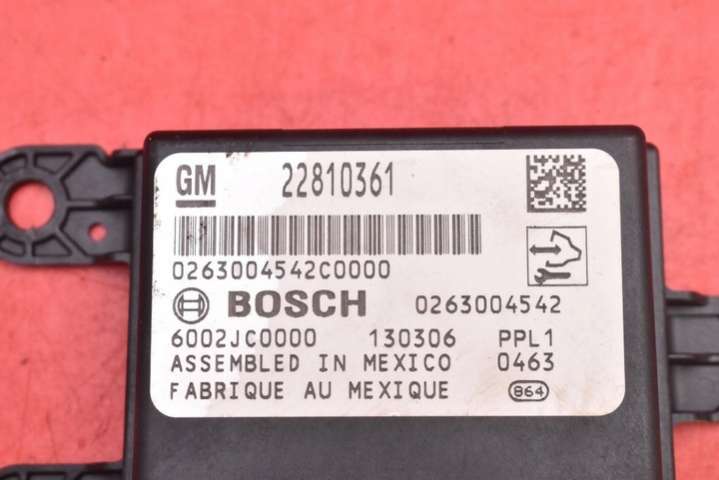 GM 22810361
0263004542C0000
BOSCH 0263004542
6002JC0000 130306 PPL1
ASSEMBLED IN MEXICO 0463
FABRIQUE AU MEXIQUE 864